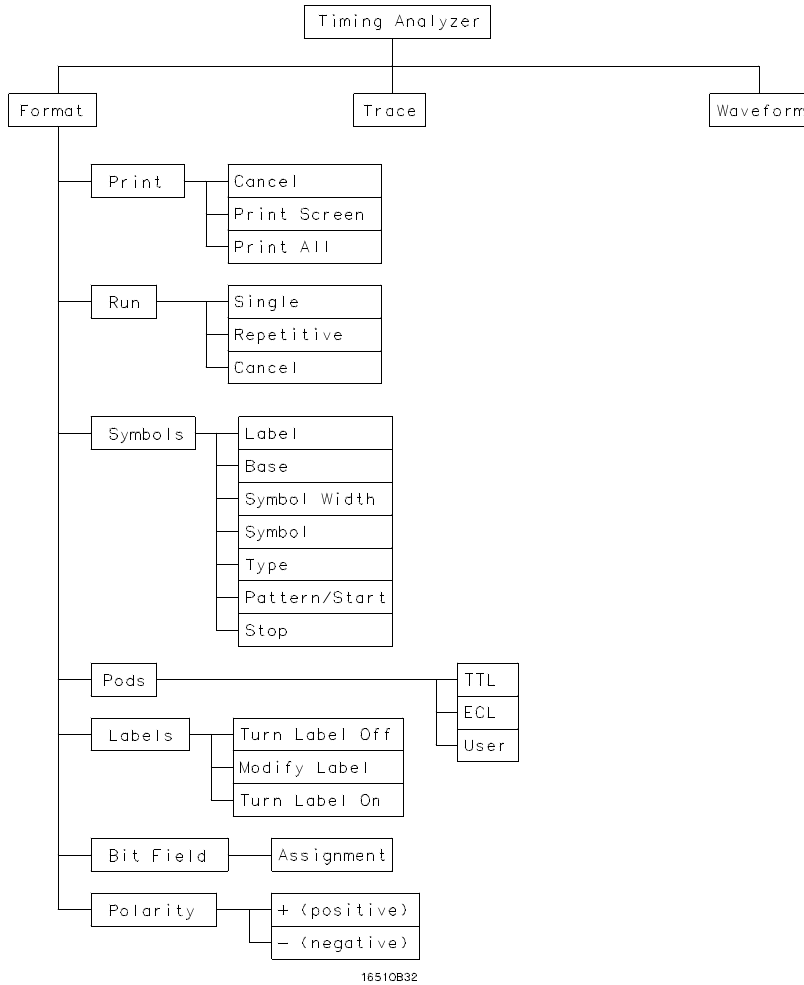 Timing Analyzer
Format
Trace
Waveform
Print
Cancel
Print Screen
Print All
Run
Single
Repetitive
Cancel
Symbols
Label
Base
Symbol Width
Symbol
Type
Pattern/Start
Stop
Pods
TTL
ECL
User
Labels
Turn Label Off
Modify Label
Turn Label On
Bit Field
Assignment
Polarity
+ (positive)
- (negative)
16510B32